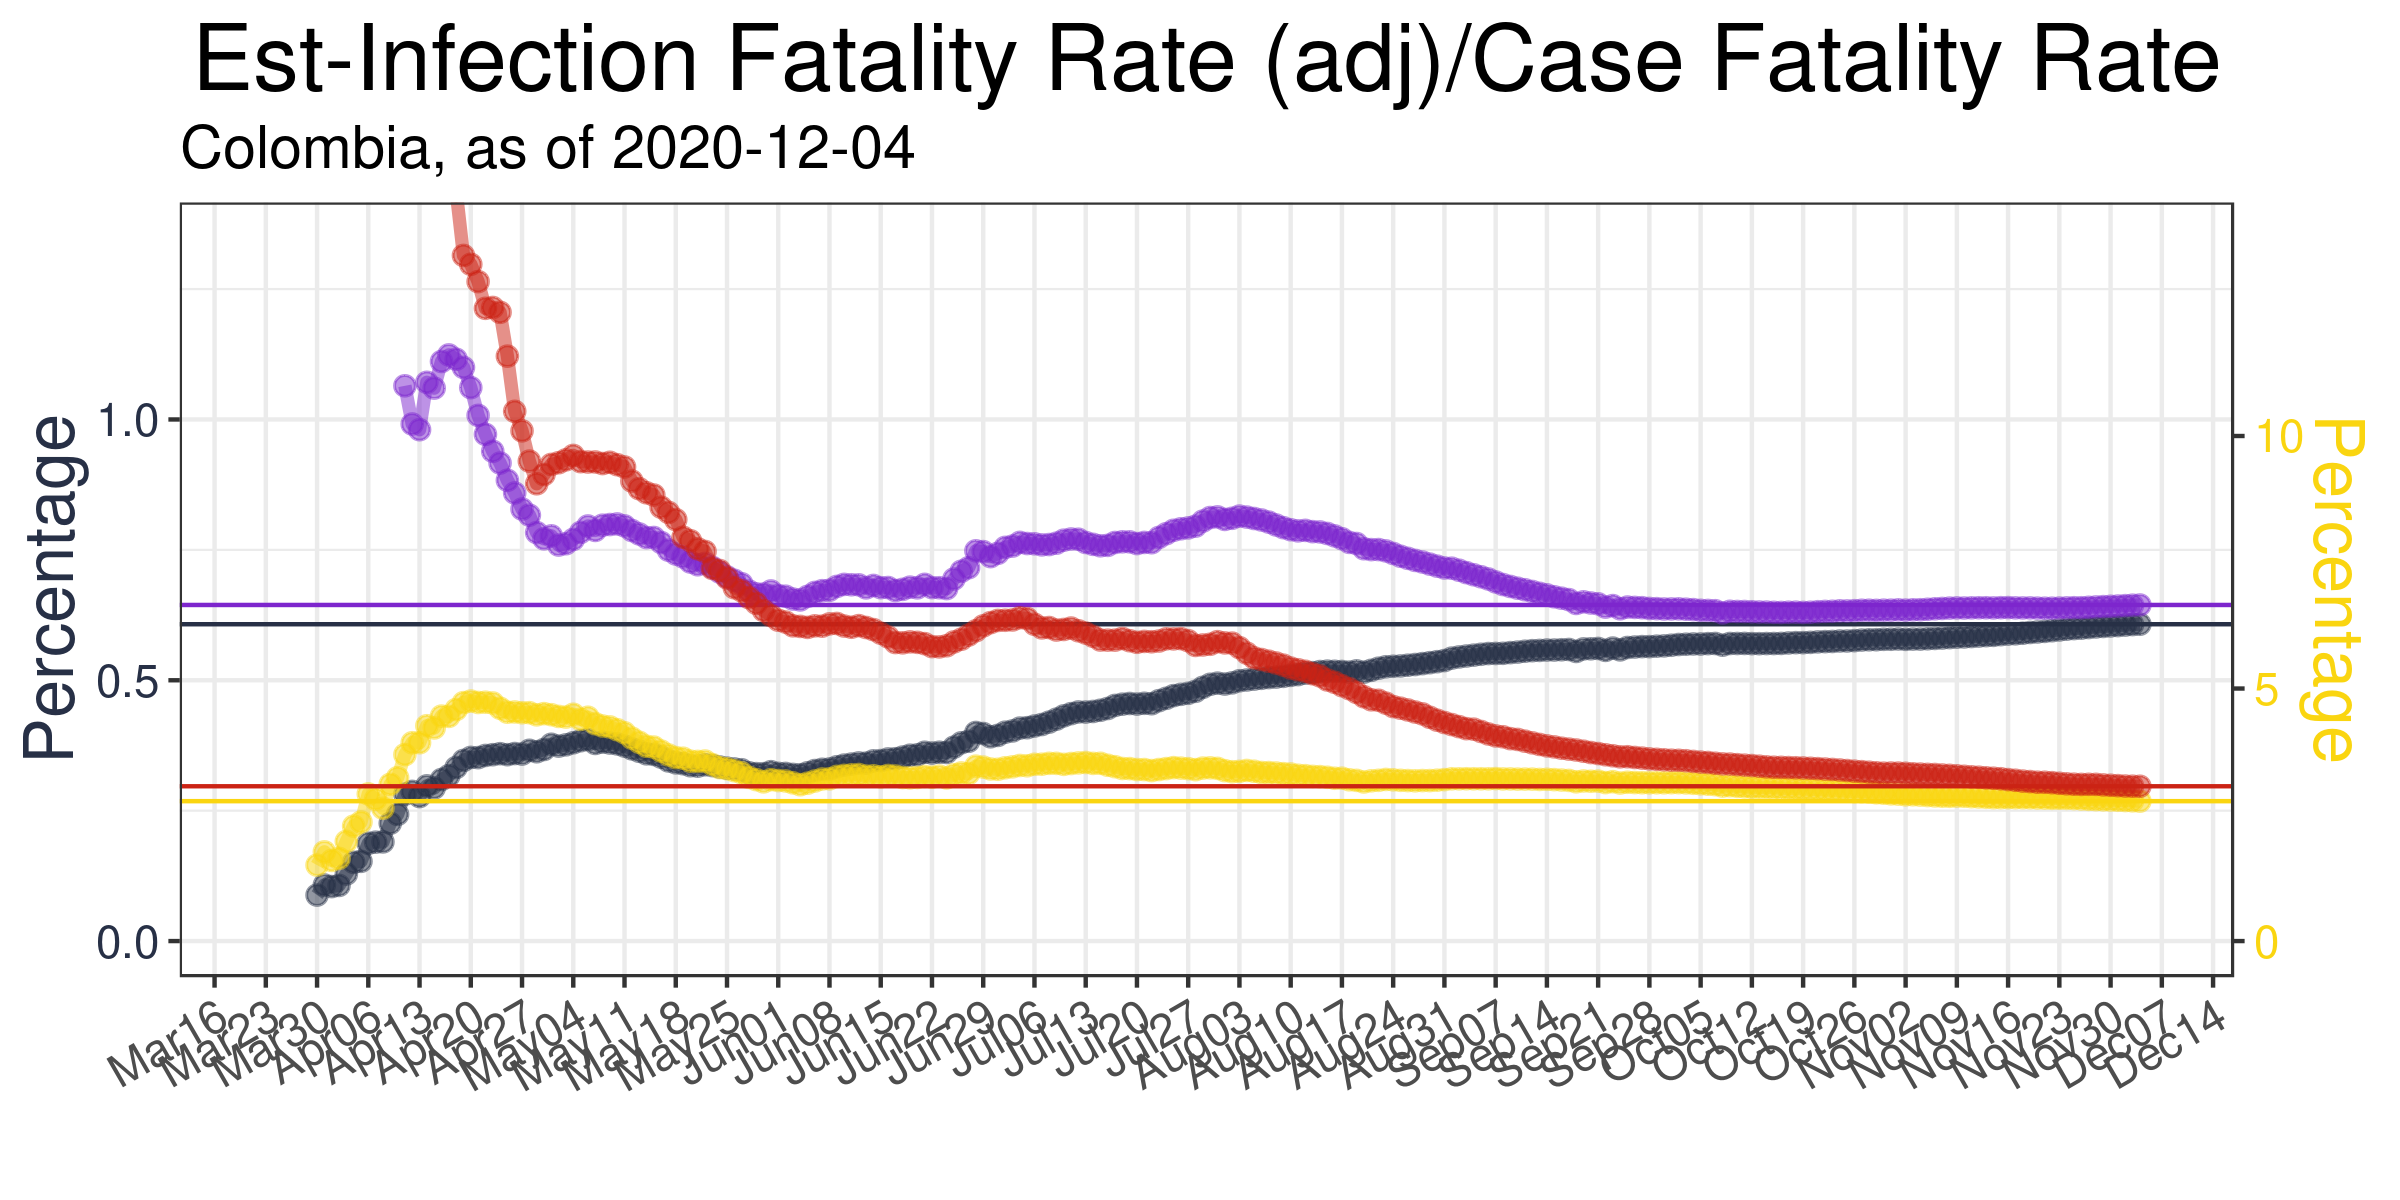 Est-Infection Fatality Rate (adj)/Case Fatality Rate
Colombia, as of 2020-12-04
Percentage
1.0
0.5
0.0
10
5
0
Percentage
Mar16
Mar23
Mar30
Apr06
Apr13
Apr20
Apr27
May04
May11
May18
May25
Jun01
Jun08
Jun15
Jun22
Jun29
Jul06
Jul13
Jul20
Jul27
Aug03
Aug10
Aug17
Aug24
Aug31
Sep07
Sep14
Sep21
Sep28
Oct05
Oct12
Oct19
Oct26
Nov02
Nov09
Nov16
Nov23
Nov30
Dec07
Dec14